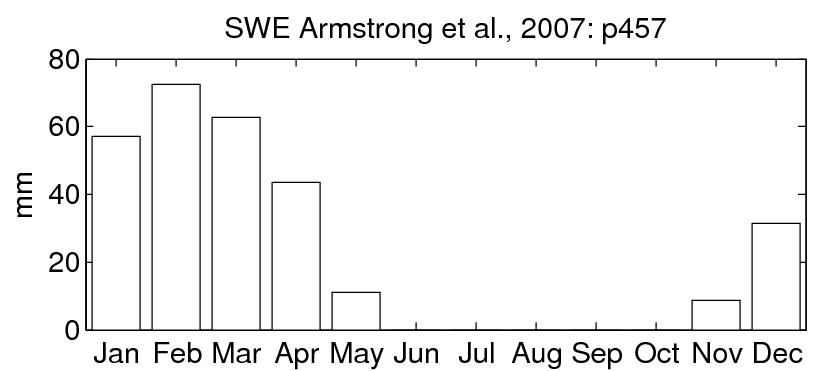 SWE Armstrong et al., 2007: p457
80
60
40
20
0
mm
Jan Feb Mar Apr May Jun Jul Aug Sep Oct Nov Dec